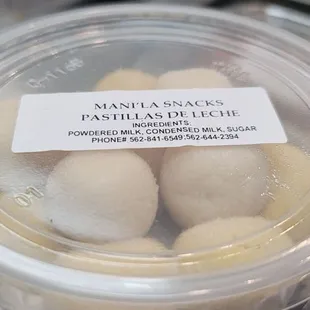 MANI'LA SNACKS
PASTILLAS DE LECHE
INGREDIENTS.
POWDERED MILK, CONDENSED MILK, SUGAR
PHONE# 562-841-6549;562-644-2394